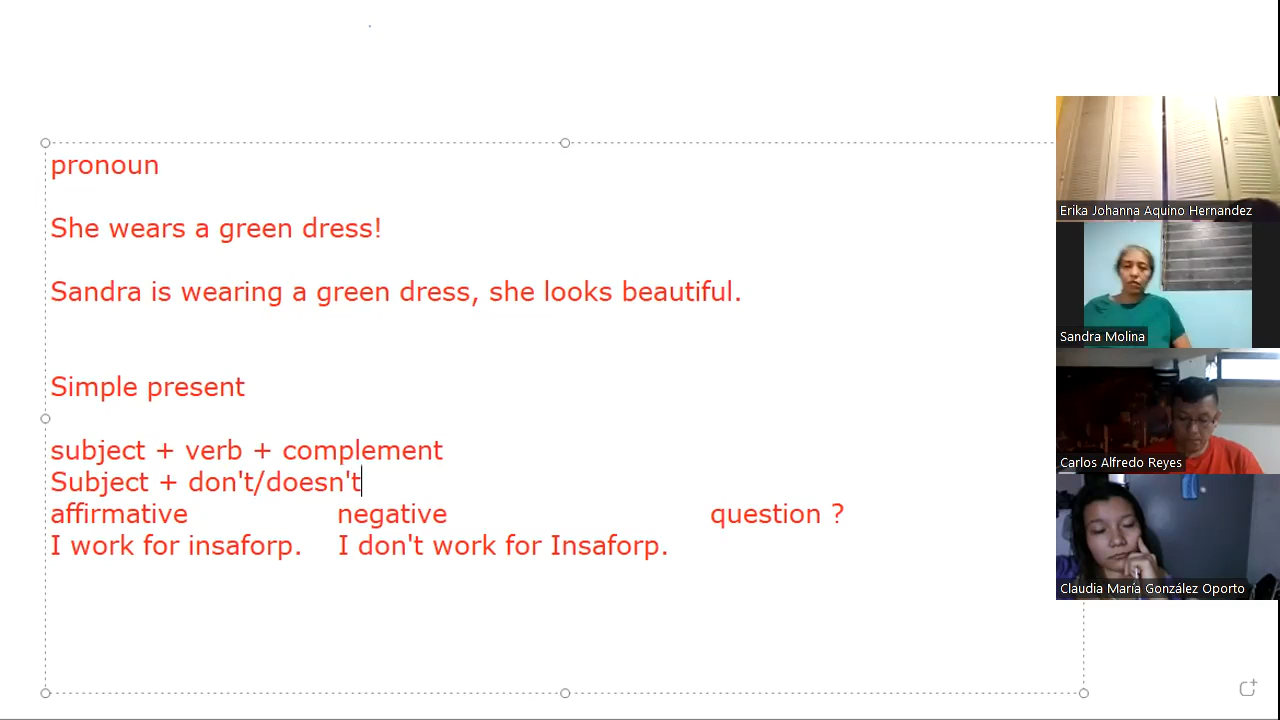 pronoun
She wears a green dress!
Sandra is wearing a green dress, she looks beautiful.
Simple present
subject + verb + complement
Subject + don't/doesn't
affirmative negative question ?
I work for insaforp. I don't work for Insaforp.
Erika Johanna Aquino Hernandez
Sandra Molina
Carlos Alfredo Reyes
Claudia María González Oporto